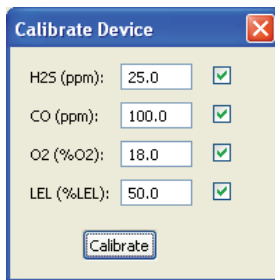 Calibrate Device
H2S (ppm): 25.0
CO (ppm): 100.0
O2 (%O2): 18.0
LEL (%LEL): 50.0
Calibrate